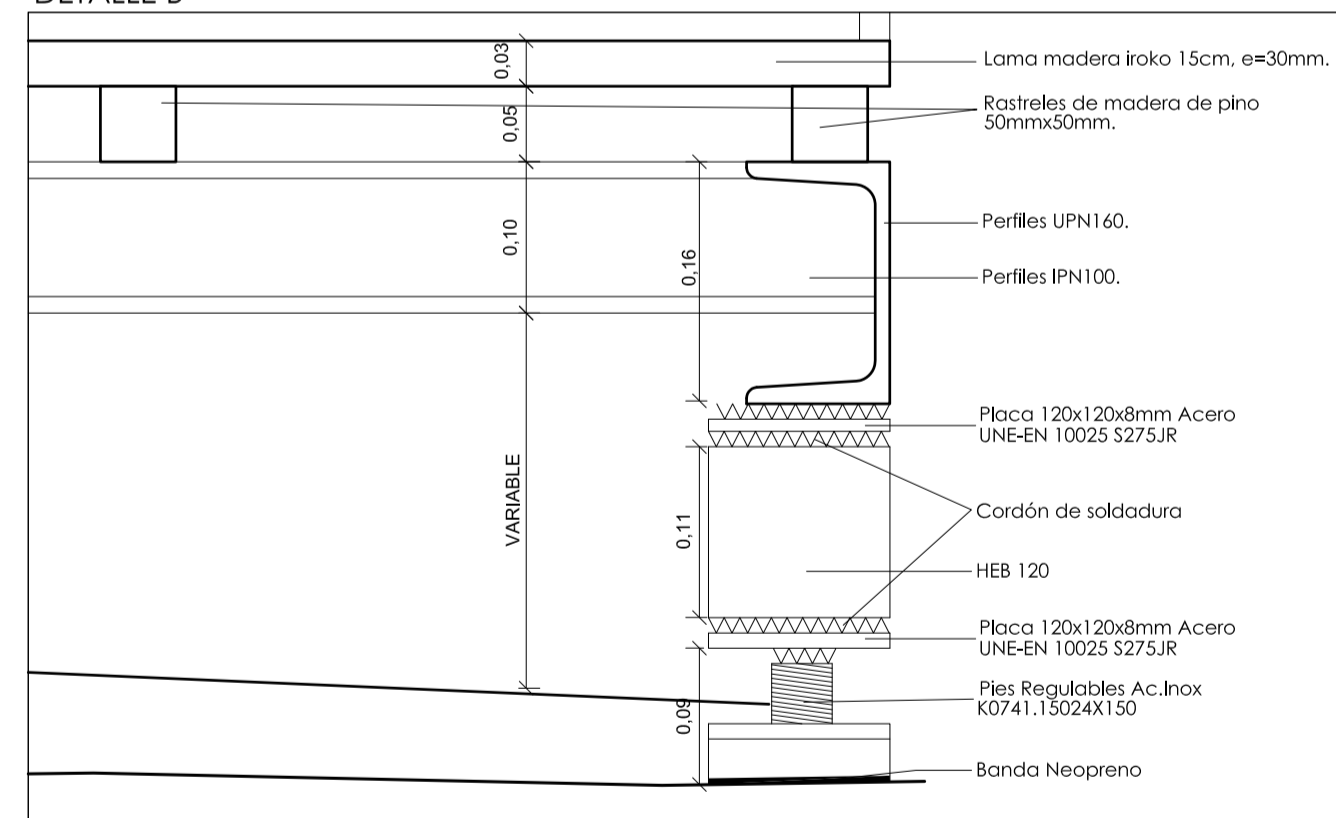 Lama madera iroko 15cm, e=30mm.
0,03
Rastreles de madera de pino
50mmx50mm.
0,05
Perfiles UPN160.
0,10
0,16
Perfiles IPN100.
Placa 120x120x8mm Acero
UNE-EN 10025 S275JR
VARIABLE
Cordón de soldadura
0,11
HEB 120
Placa 120x120x8mm Acero
UNE-EN 10025 S275JR
Pies Regulables Ac.Inox
K0741.15024X150
0,09
Banda Neopreno